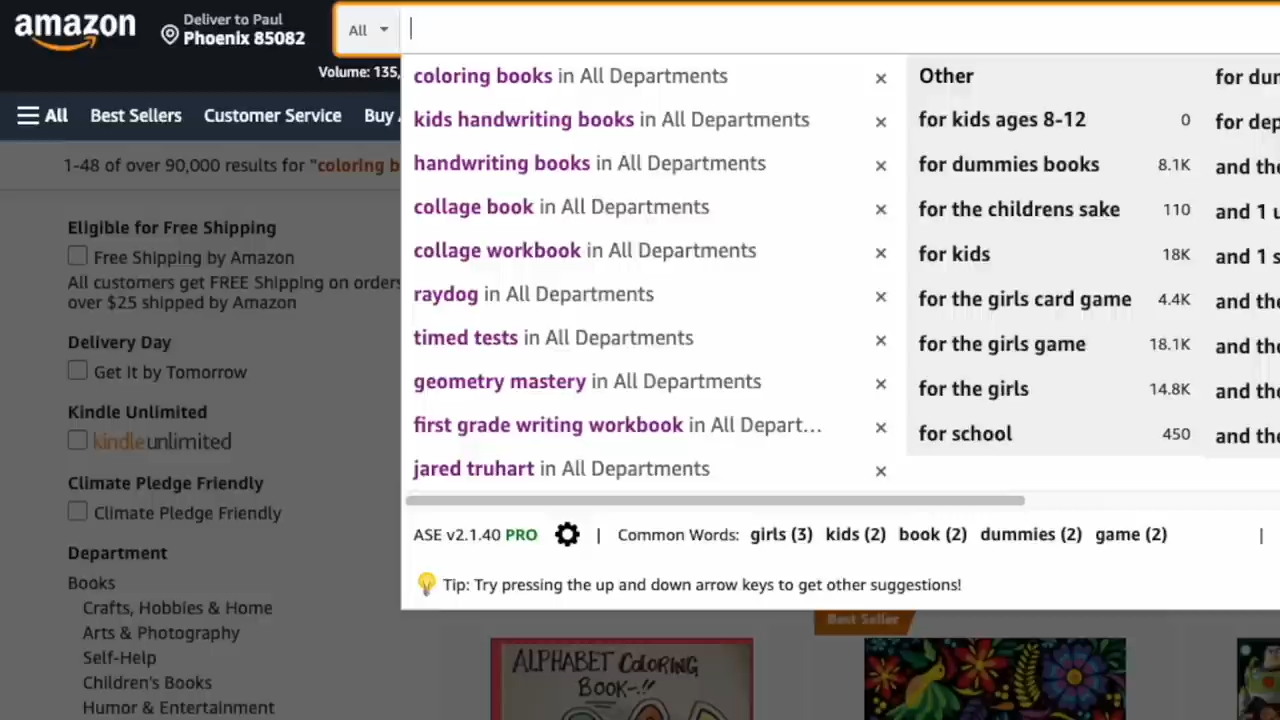 amazon
Deliver to Paul
Phoenix 85082
All
Volume: 135,
All
Best Sellers
Customer Service
Buy
1-48 of over 90,000 results for "coloring b
Eligible for Free Shipping
Free Shipping by Amazon
All customers get FREE Shipping on orders
over $25 shipped by Amazon
Delivery Day
Get It by Tomorrow
Kindle Unlimited
kindleunlimited
Climate Pledge Friendly
Climate Pledge Friendly
Department
Books
Crafts, Hobbies & Home
Arts & Photography
Self-Help
Children's Books
Humor & Entertainment
coloring books in All Departments ×
kids handwriting books in All Departments ×
handwriting books in All Departments ×
collage book in All Departments ×
collage workbook in All Departments ×
raydog in All Departments ×
timed tests in All Departments ×
geometry mastery in All Departments ×
first grade writing workbook in All Depart... ×
jared truhart in All Departments ×
Other
for kids ages 8-12 0
for dummies books 8.1K
for the childrens sake 110
for kids 18K
for the girls card game 4.4K
for the girls game 18.1K
for the girls 14.8K
for school 450
for dum
for dep
and the
and 1 u
and 1 s
and the
and the
and the
and the
ASE v2.1.40 PRO | Common Words: girls (3) kids (2) book (2) dummies (2) game (2) |
Tip: Try pressing the up and down arrow keys to get other suggestions!
Best Seller
ALPHABET COLORING
BOOK-!!